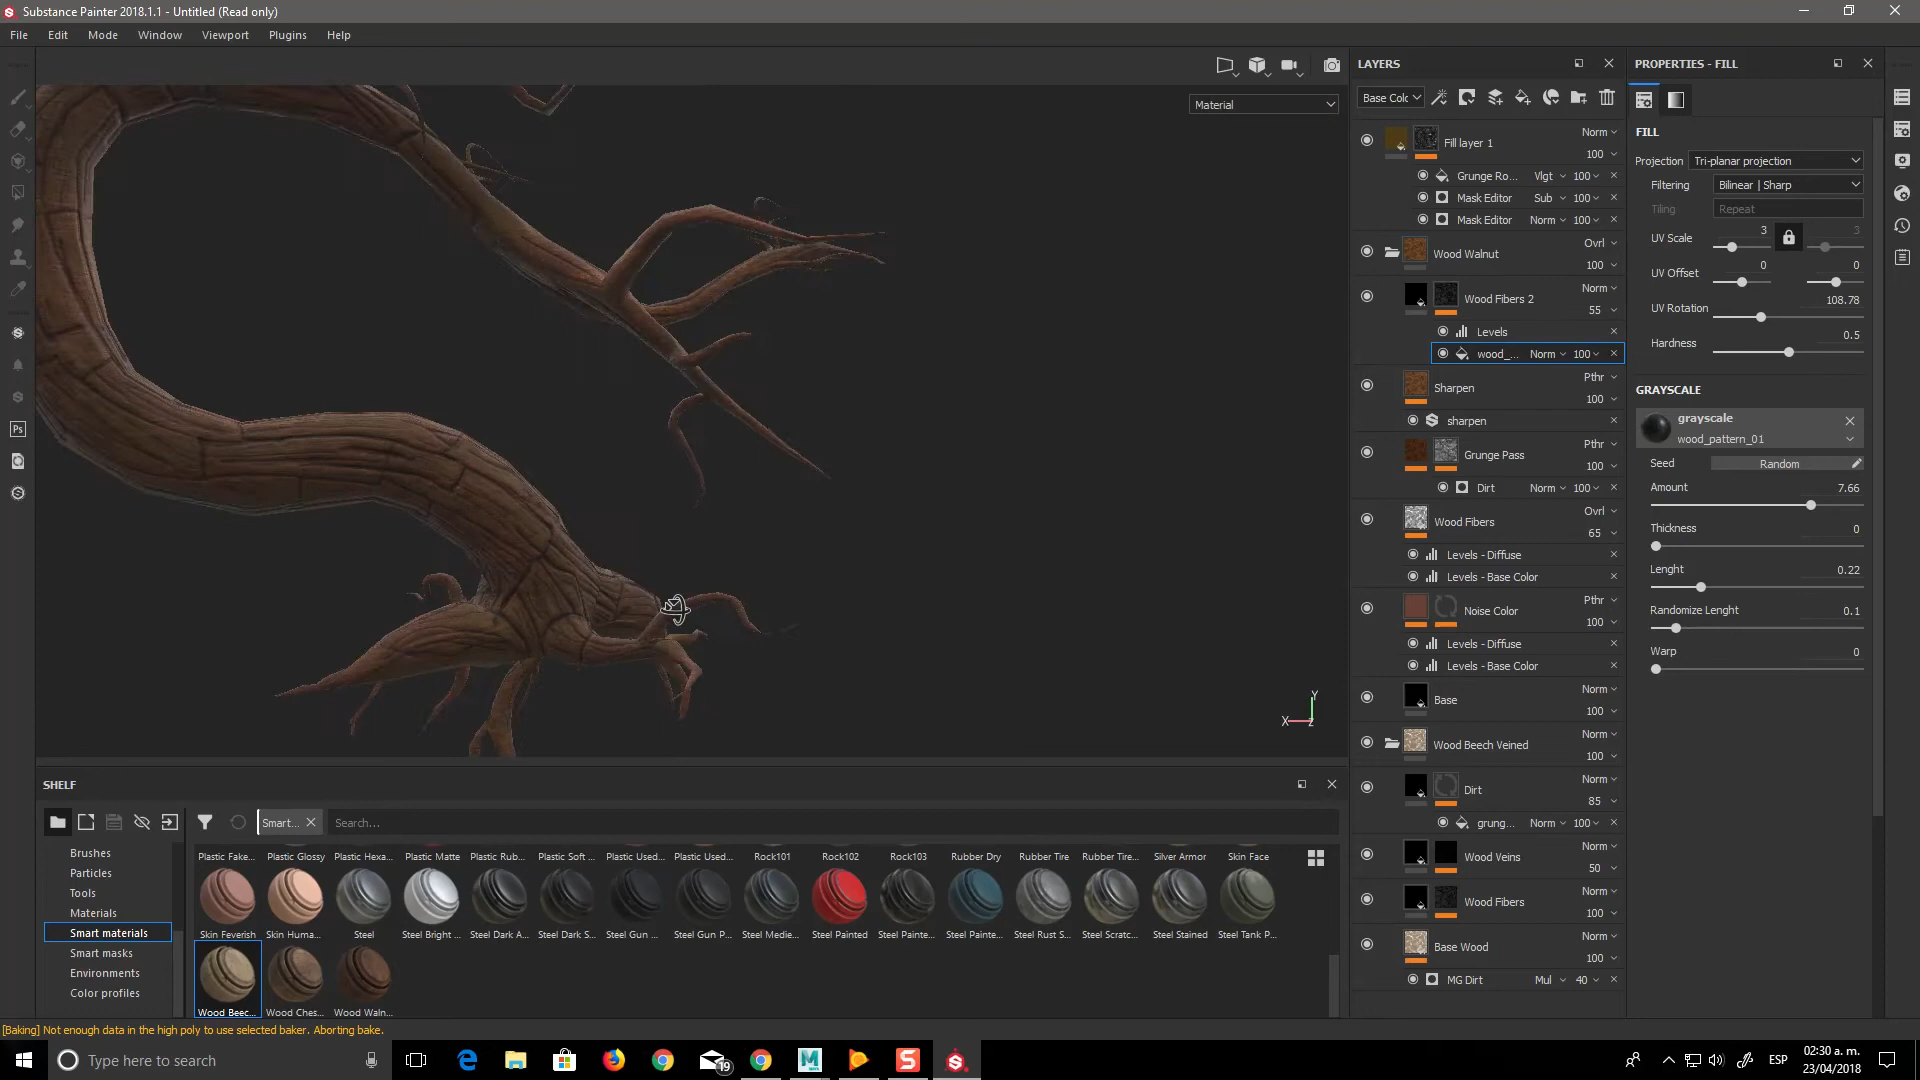 Substance Painter 2018.1.1 - Untitled (Read only)
File Edit Mode Window Viewport Plugins Help
Material
Y
X Z
LAYERS
Base Colc
Fill layer 1 Norm 100
Grunge Ro... Vlgt 100
Mask Editor Sub 100
Mask Editor Norm 100
Wood Walnut Ovrl 100
Wood Fibers 2 Norm 55
Levels
wood_... Norm 100
Sharpen Pthr 100
sharpen
Grunge Pass Pthr 100
Dirt Norm 100
Wood Fibers Ovrl 65
Levels - Diffuse
Levels - Base Color
Noise Color Pthr 100
Levels - Diffuse
Levels - Base Color
Base Norm 100
Wood Beech Veined Norm 100
Dirt Norm 85
grung... Norm 100
Wood Veins Norm 50
Wood Fibers Norm 100
Base Wood Norm 100
MG Dirt Mul 40
PROPERTIES - FILL
FILL
Projection Tri-planar projection
Filtering Bilinear | Sharp
Tiling Repeat
UV Scale 3 3
UV Offset 0 0
UV Rotation 108.78
Hardness 0.5
GRAYSCALE
grayscale
wood_pattern_01
Seed Random
Amount 7.66
Thickness 0
Lenght 0.22
Randomize Lenght 0.1
Warp 0
SHELF
Smart... Search...
Brushes
Particles
Tools
Materials
Smart materials
Smart masks
Environments
Color profiles
Plastic Fake... Plastic Glossy Plastic Hexa... Plastic Matte Plastic Rub... Plastic Soft ... Plastic Used... Plastic Used... Rock101 Rock102 Rock103 Rubber Dry Rubber Tire Rubber Tire... Silver Armor Skin Face
Skin Feverish Skin Huma... Steel Steel Bright ... Steel Dark A... Steel Dark S... Steel Gun ... Steel Gun P... Steel Medie... Steel Painted Steel Painte... Steel Painte... Steel Rust S... Steel Scratc... Steel Stained Steel Tank P...
Wood Beec... Wood Ches... Wood Waln...
[Baking] Not enough data in the high poly to use selected baker. Aborting bake.
Type here to search
Ps
19
M
S
ESP
02:30 a. m.
23/04/2018